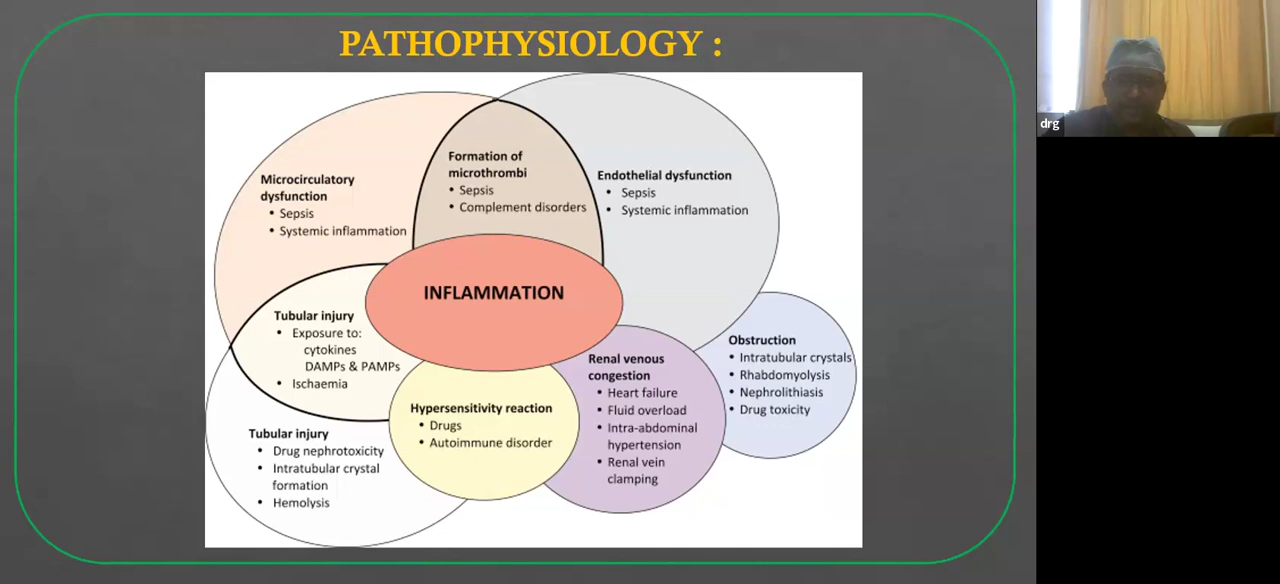 PATHOPHYSIOLOGY :
Microcirculatory
dysfunction
• Sepsis
• Systemic inflammation
Formation of
microthrombi
• Sepsis
• Complement disorders
Endothelial dysfunction
• Sepsis
• Systemic inflammation
INFLAMMATION
Tubular injury
• Exposure to:
cytokines
DAMPs & PAMPs
• Ischaemia
Tubular injury
• Drug nephrotoxicity
• Intratubular crystal
formation
• Hemolysis
Hypersensitivity reaction
• Drugs
• Autoimmune disorder
Renal venous
congestion
• Heart failure
• Fluid overload
• Intra-abdominal
hypertension
• Renal vein
clamping
Obstruction
• Intratubular crystals
• Rhabdomyolysis
• Nephrolithiasis
• Drug toxicity
drg